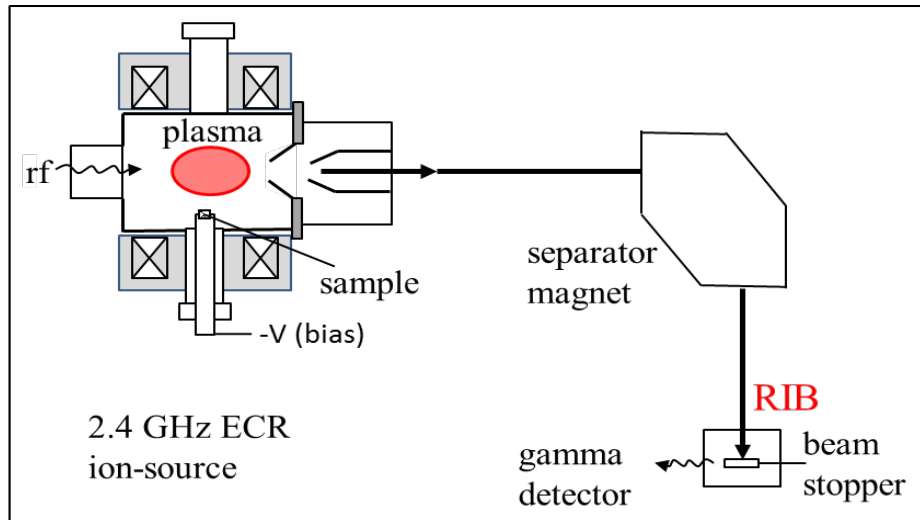 plasma
rf
sample
-V (bias)
separator
magnet
2.4 GHz ECR
ion-source
RIB
gamma
detector
beam
stopper